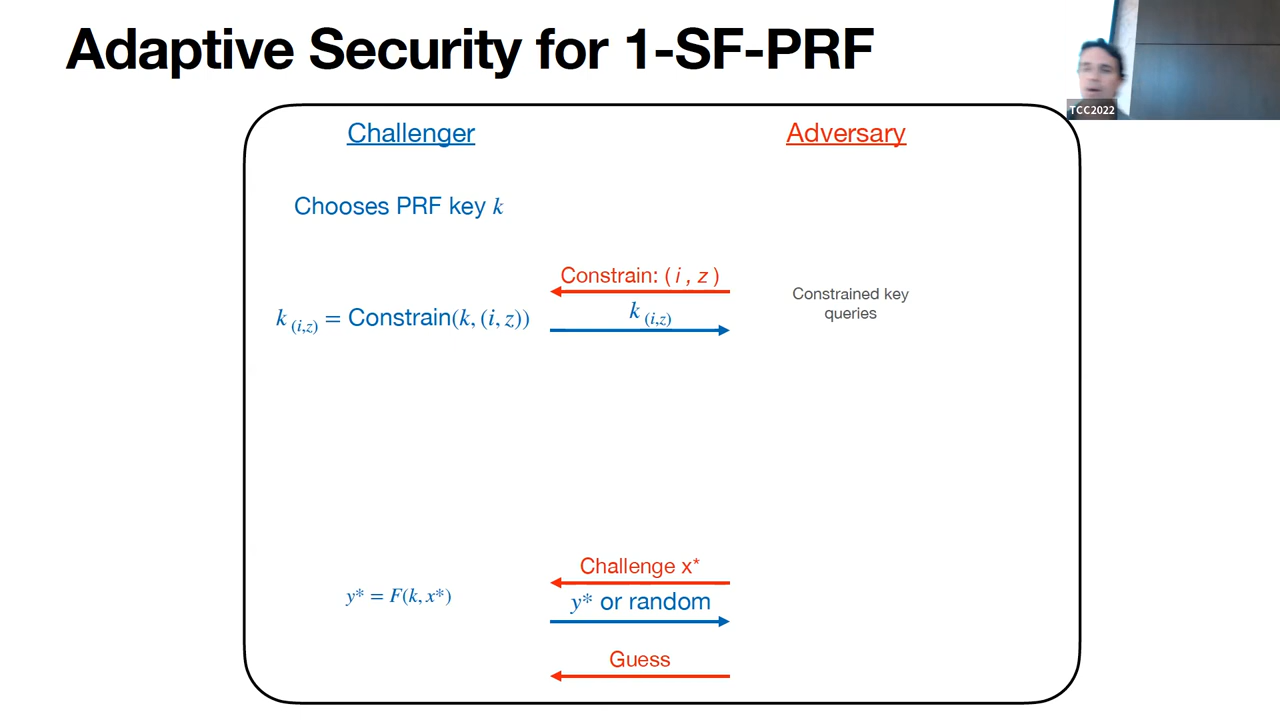 Adaptive Security for 1-SF-PRF
TCC2022
Challenger
Adversary
Chooses PRF key k
Constrain: ( i , z )
Constrained key
queries
k (i,z) = Constrain(k, (i, z))
k (i,z)
Challenge x*
y* = F(k, x*)
y* or random
Guess